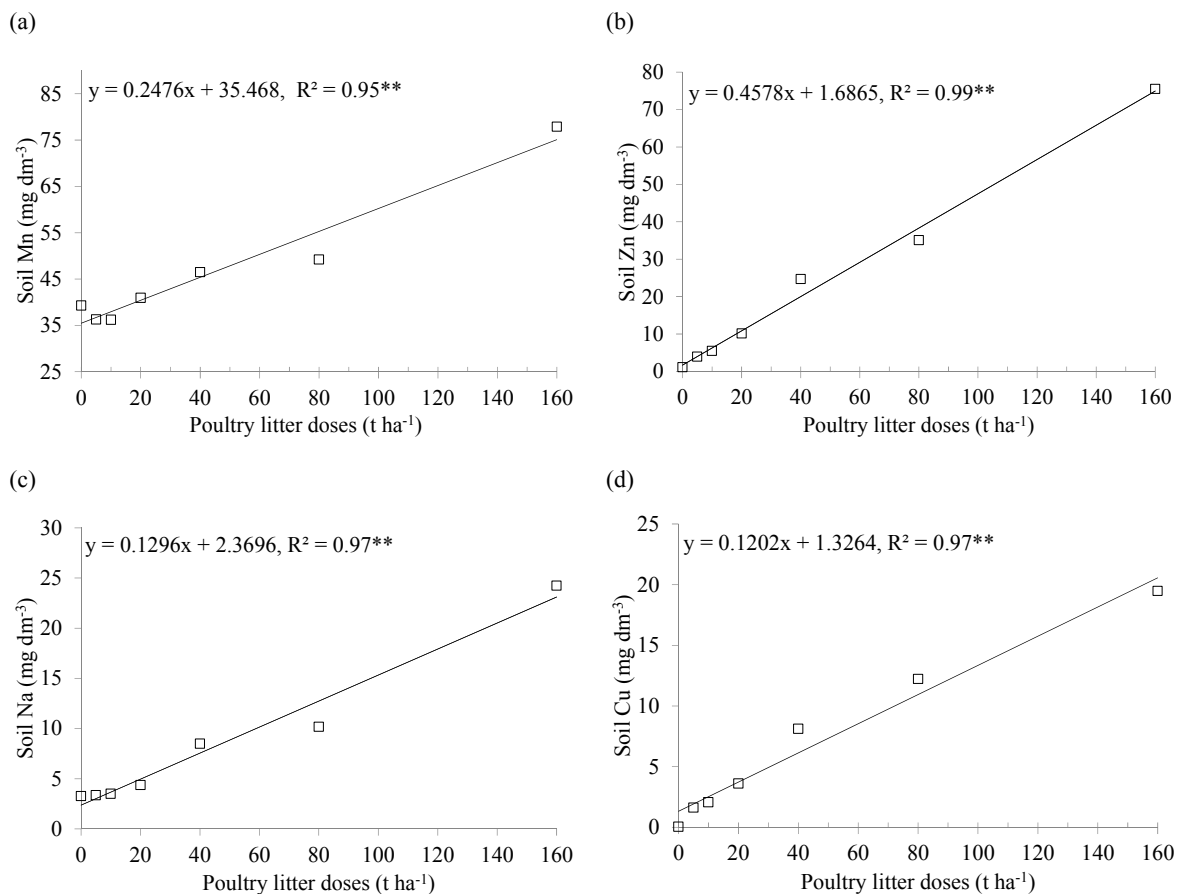 (a)
y = 0.2476x + 35.468, R² = 0.95**
85
75
65
55
45
35
25
Soil Mn (mg dm⁻³)
0 20 40 60 80 100 120 140 160
Poultry litter doses (t ha⁻¹)
(b)
y = 0.4578x + 1.6865, R² = 0.99**
80
70
60
50
40
30
20
10
0
Soil Zn (mg dm⁻³)
0 20 40 60 80 100 120 140 160
Poultry litter doses (t ha⁻¹)
(c)
y = 0.1296x + 2.3696, R² = 0.97**
30
25
20
15
10
5
0
Soil Na (mg dm⁻³)
0 20 40 60 80 100 120 140 160
Poultry litter doses (t ha⁻¹)
(d)
y = 0.1202x + 1.3264, R² = 0.97**
25
20
15
10
5
0
Soil Cu (mg dm⁻³)
0 20 40 60 80 100 120 140 160
Poultry litter doses (t ha⁻¹)